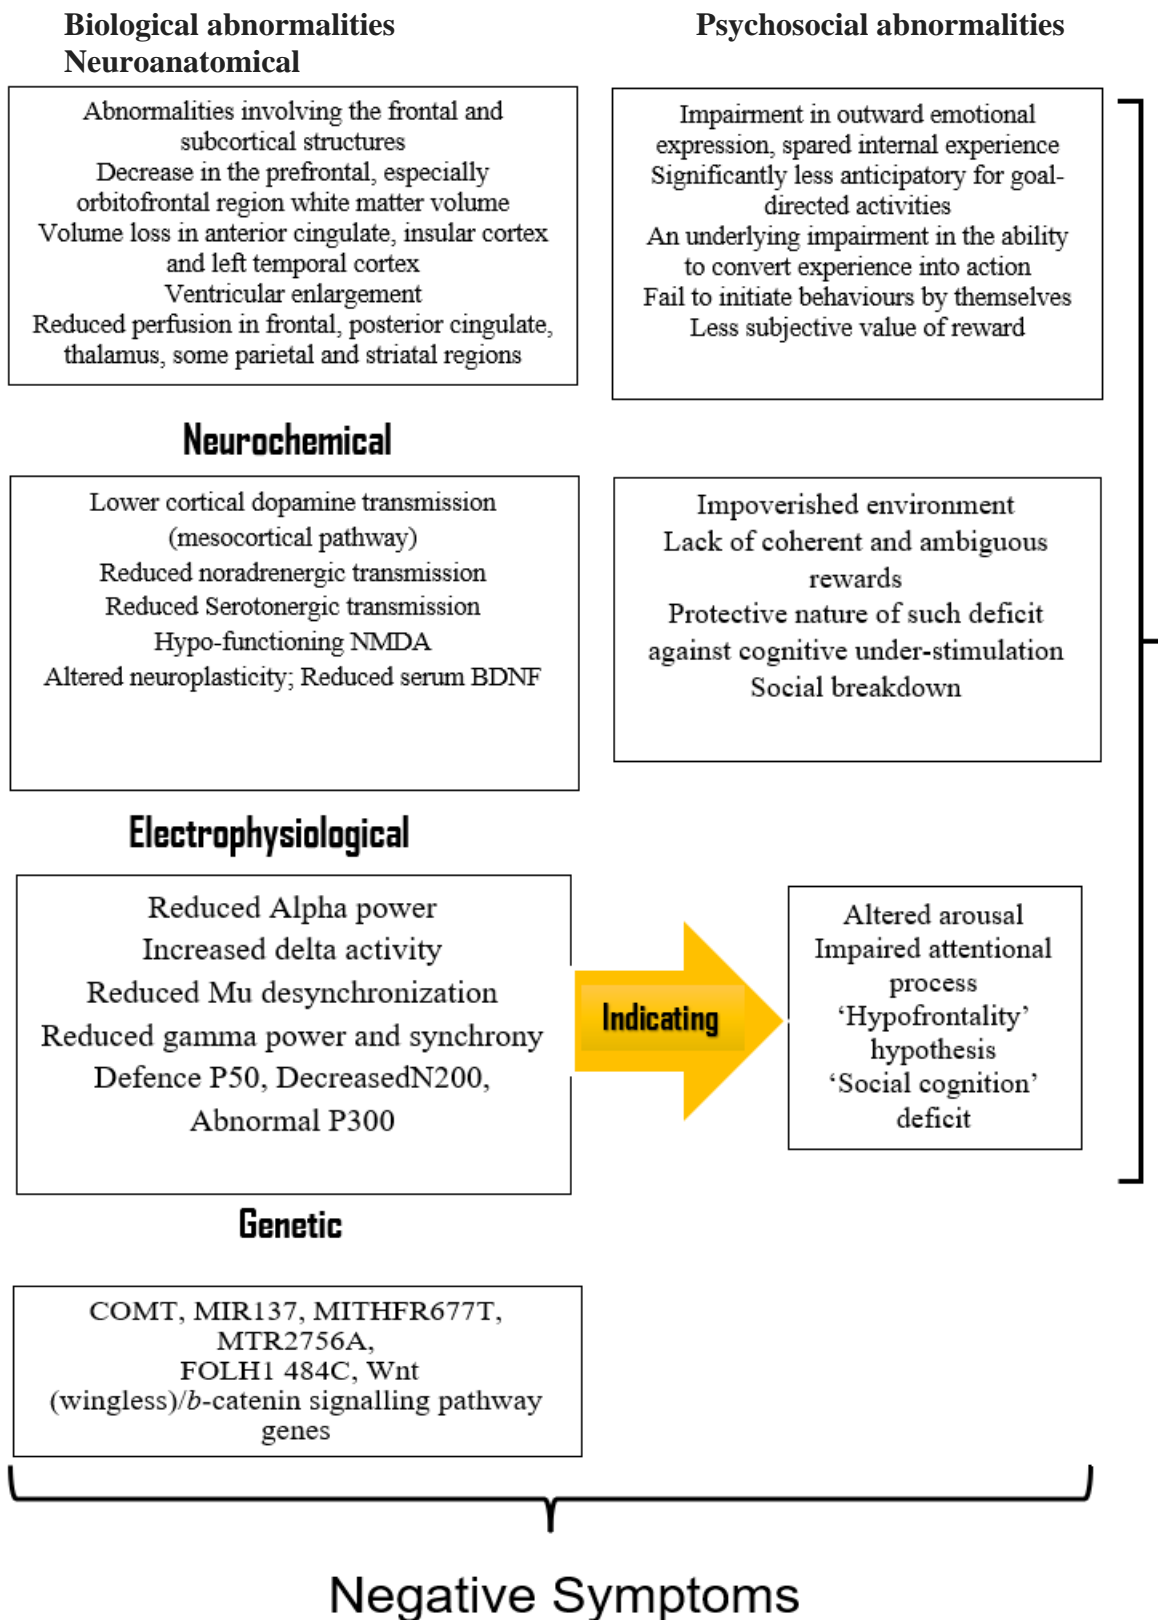 Biological abnormalities
Neuroanatomical
Psychosocial abnormalities
Abnormalities involving the frontal and
subcortical structures
Decrease in the prefrontal, especially
orbitofrontal region white matter volume
Volume loss in anterior cingulate, insular cortex
and left temporal cortex
Ventricular enlargement
Reduced perfusion in frontal, posterior cingulate,
thalamus, some parietal and striatal regions
Impairment in outward emotional
expression, spared internal experience
Significantly less anticipatory for goal-
directed activities
An underlying impairment in the ability
to convert experience into action
Fail to initiate behaviours by themselves
Less subjective value of reward
Neurochemical
Lower cortical dopamine transmission
(mesocortical pathway)
Reduced noradrenergic transmission
Reduced Serotonergic transmission
Hypo-functioning NMDA
Altered neuroplasticity; Reduced serum BDNF
Impoverished environment
Lack of coherent and ambiguous
rewards
Protective nature of such deficit
against cognitive under-stimulation
Social breakdown
Electrophysiological
Reduced Alpha power
Increased delta activity
Reduced Mu desynchronization
Reduced gamma power and synchrony
Defence P50, DecreasedN200,
Abnormal P300
Indicating
Altered arousal
Impaired attentional
process
‘Hypofrontality’
hypothesis
‘Social cognition’
deficit
Genetic
COMT, MIR137, MITHFR677T,
MTR2756A,
FOLH1 484C, Wnt
(wingless)/b-catenin signalling pathway
genes
Negative Symptoms